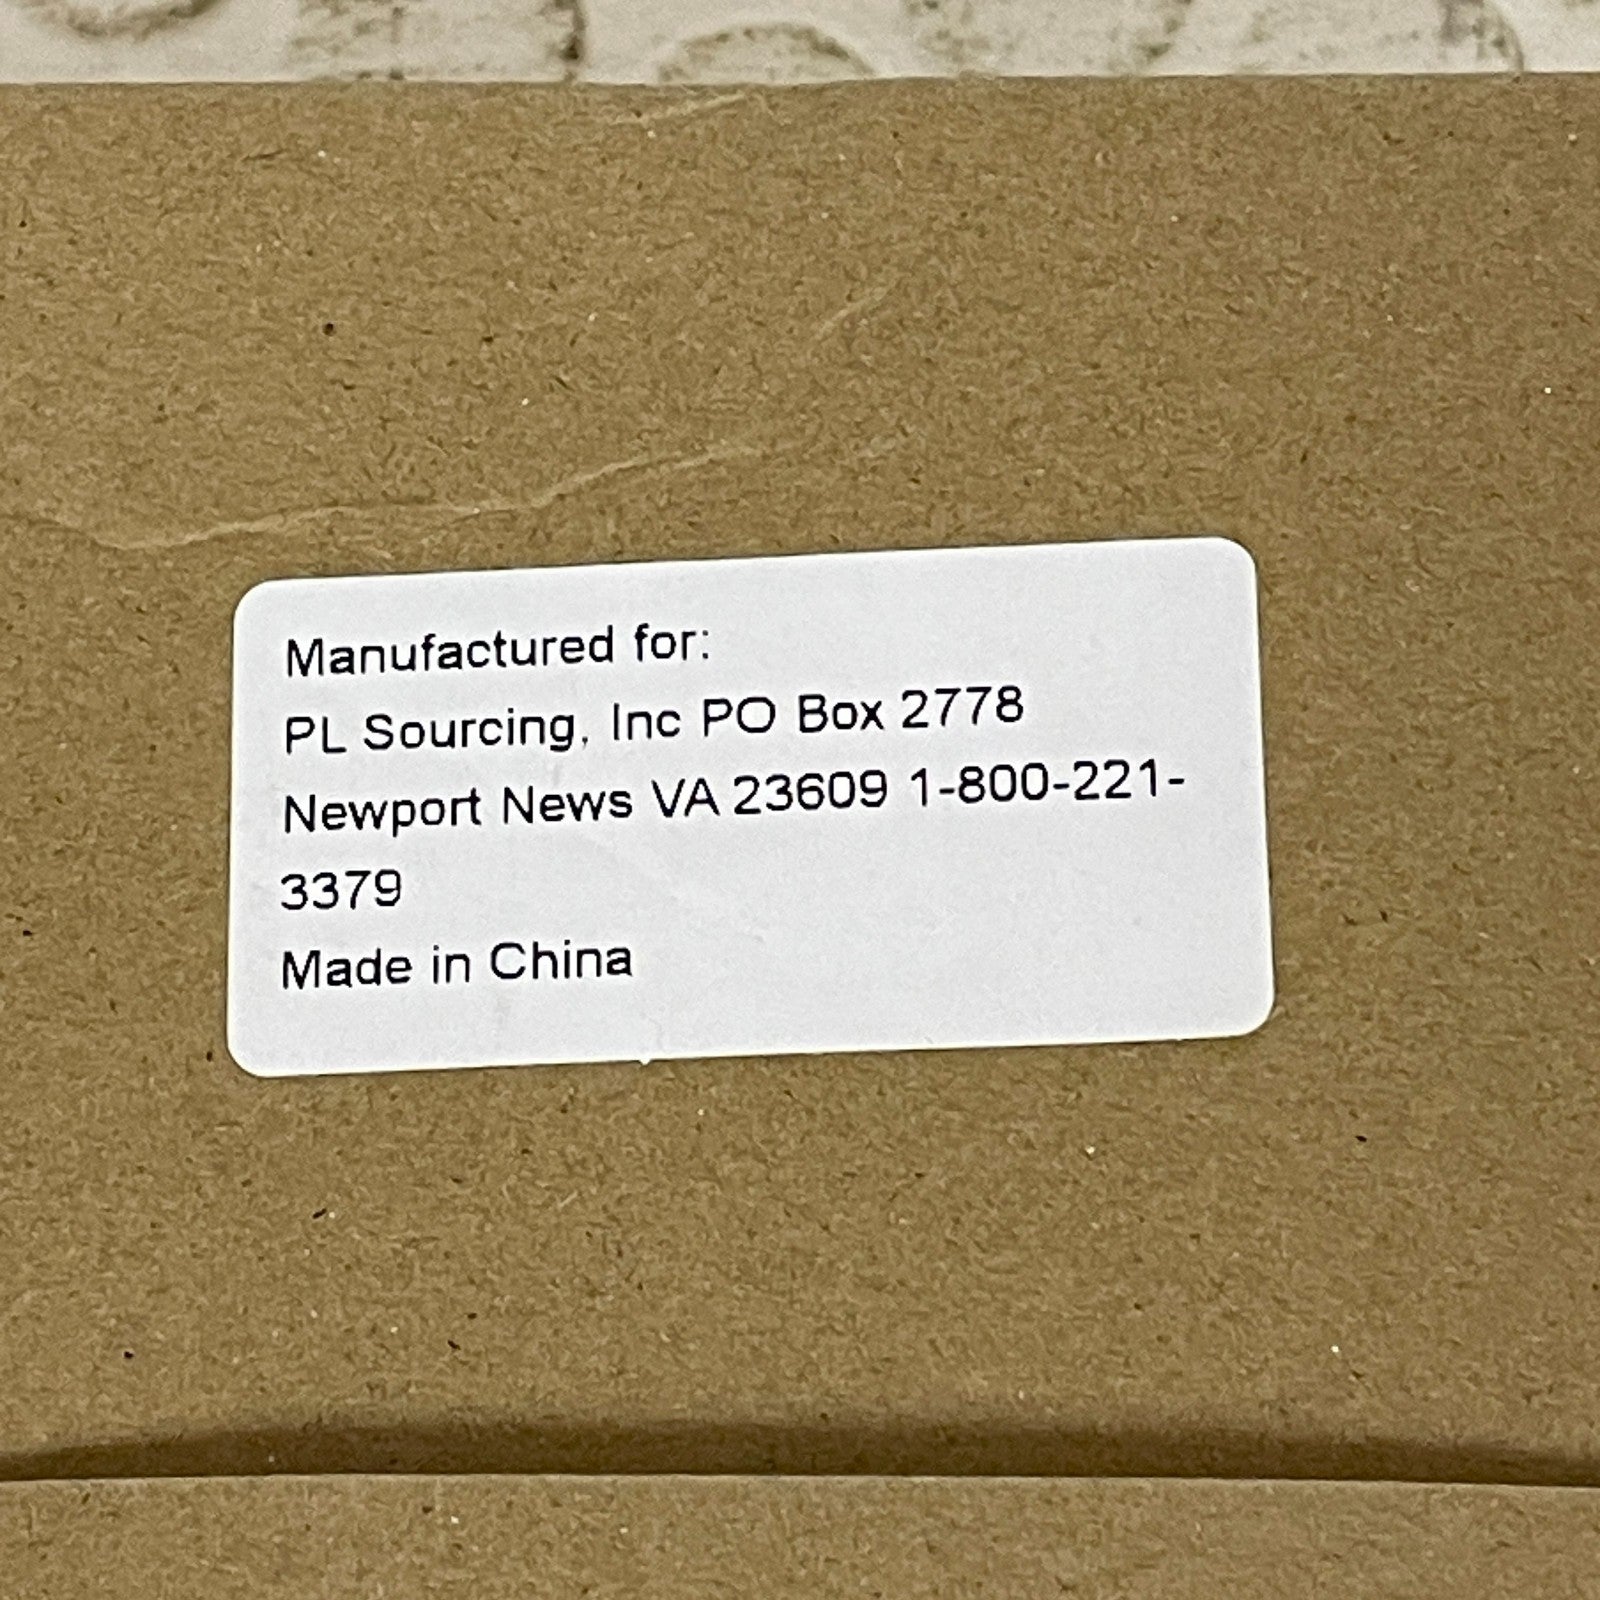 Manufactured for:
PL Sourcing, Inc PO Box 2778
Newport News VA 23609 1-800-221-
3379
Made in China